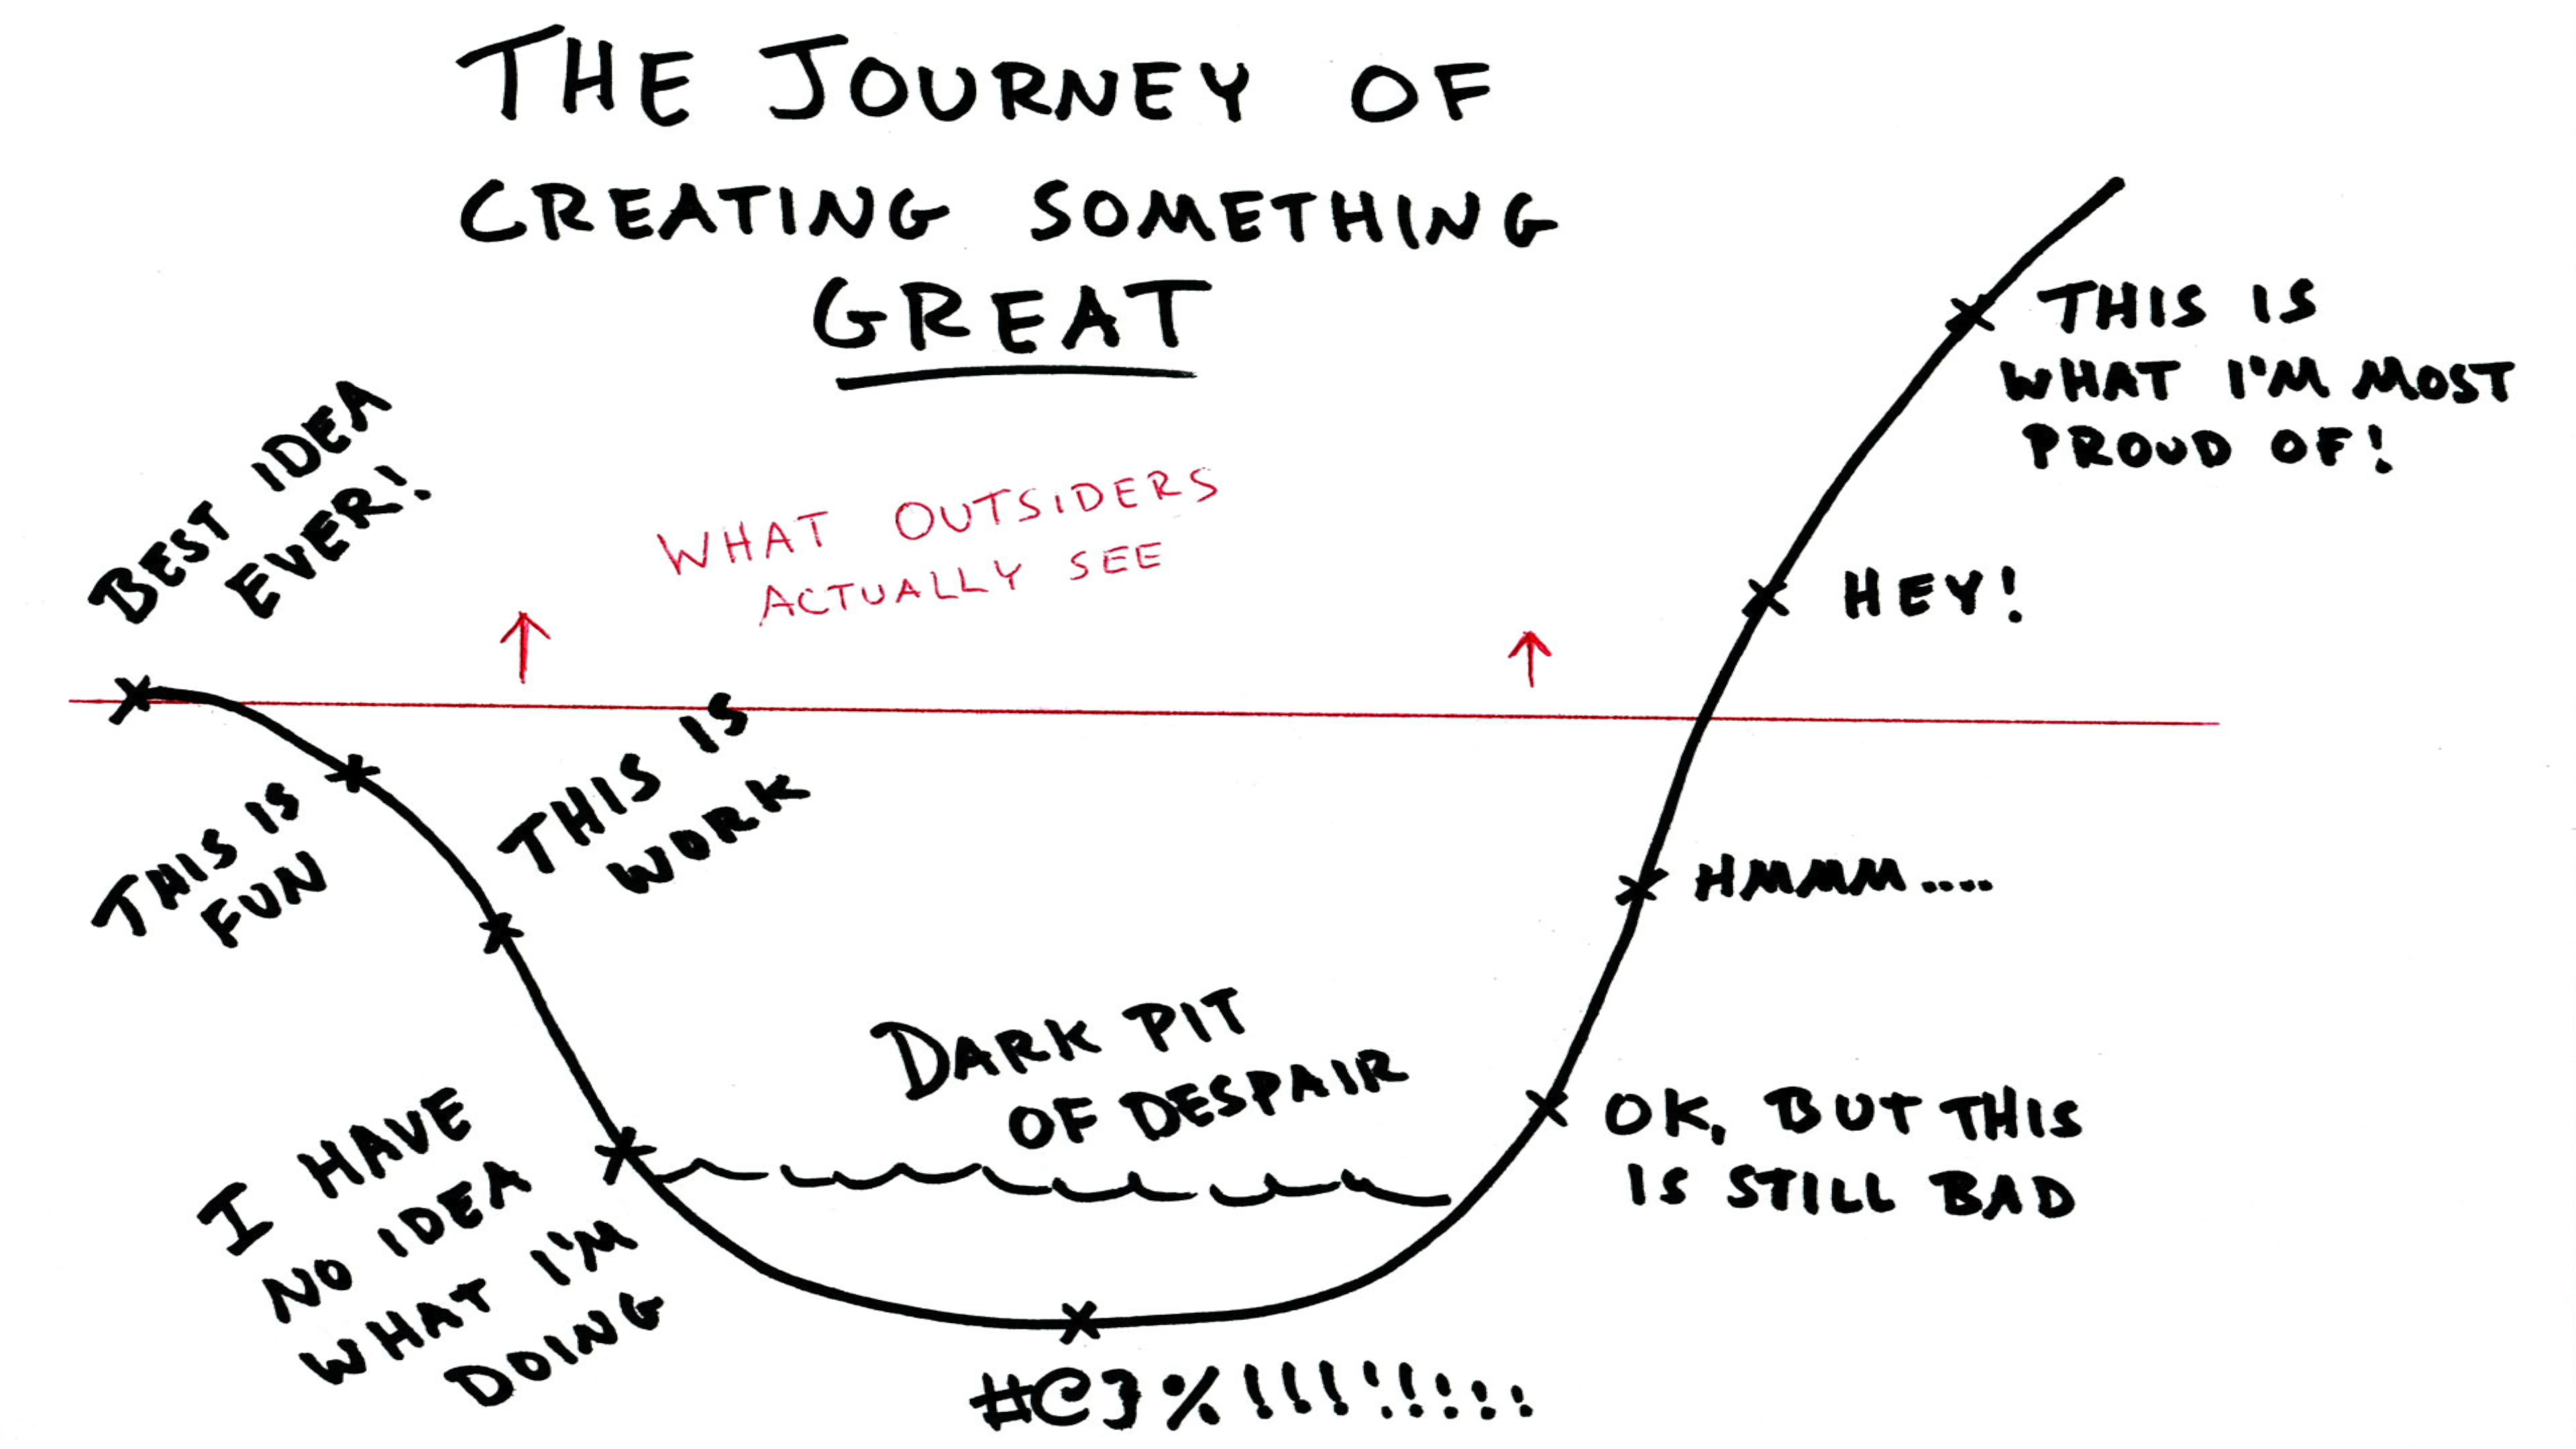 THE JOURNEY OF
CREATING SOMETHING
GREAT
BEST IDEA
EVER!
WHAT OUTSIDERS
ACTUALLY SEE
THIS IS
FUN
THIS IS
WORK
I HAVE
NO IDEA
WHAT I'M
DOING
DARK PIT
OF DESPAIR
#@}%!!!!!!!!!
OK, BUT THIS
IS STILL BAD
HMMM.....
HEY!
THIS IS
WHAT I'M MOST
PROUD OF!